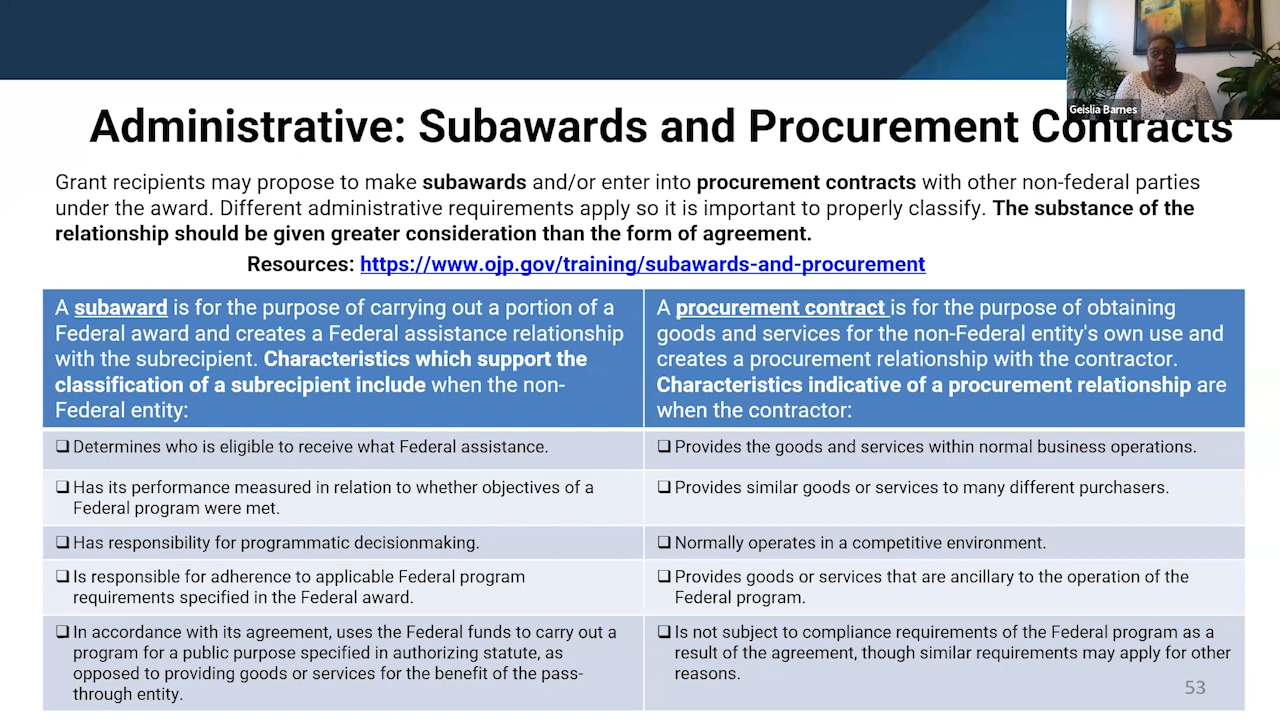 Geislia Barnes
Administrative: Subawards and Procurement Contracts
Grant recipients may propose to make subawards and/or enter into procurement contracts with other non-federal parties
under the award. Different administrative requirements apply so it is important to properly classify. The substance of the
relationship should be given greater consideration than the form of agreement.
Resources: https://www.ojp.gov/training/subawards-and-procurement
A subaward is for the purpose of carrying out a portion of a
Federal award and creates a Federal assistance relationship
with the subrecipient. Characteristics which support the
classification of a subrecipient include when the non-
Federal entity:
A procurement contract is for the purpose of obtaining
goods and services for the non-Federal entity's own use and
creates a procurement relationship with the contractor.
Characteristics indicative of a procurement relationship are
when the contractor:
❑ Determines who is eligible to receive what Federal assistance.
❑ Provides the goods and services within normal business operations.
❑ Has its performance measured in relation to whether objectives of a
Federal program were met.
❑ Provides similar goods or services to many different purchasers.
❑ Has responsibility for programmatic decisionmaking.
❑ Normally operates in a competitive environment.
❑ Is responsible for adherence to applicable Federal program
requirements specified in the Federal award.
❑ Provides goods or services that are ancillary to the operation of the
Federal program.
❑ In accordance with its agreement, uses the Federal funds to carry out a
program for a public purpose specified in authorizing statute, as
opposed to providing goods or services for the benefit of the pass-
through entity.
❑ Is not subject to compliance requirements of the Federal program as a
result of the agreement, though similar requirements may apply for other
reasons.
53